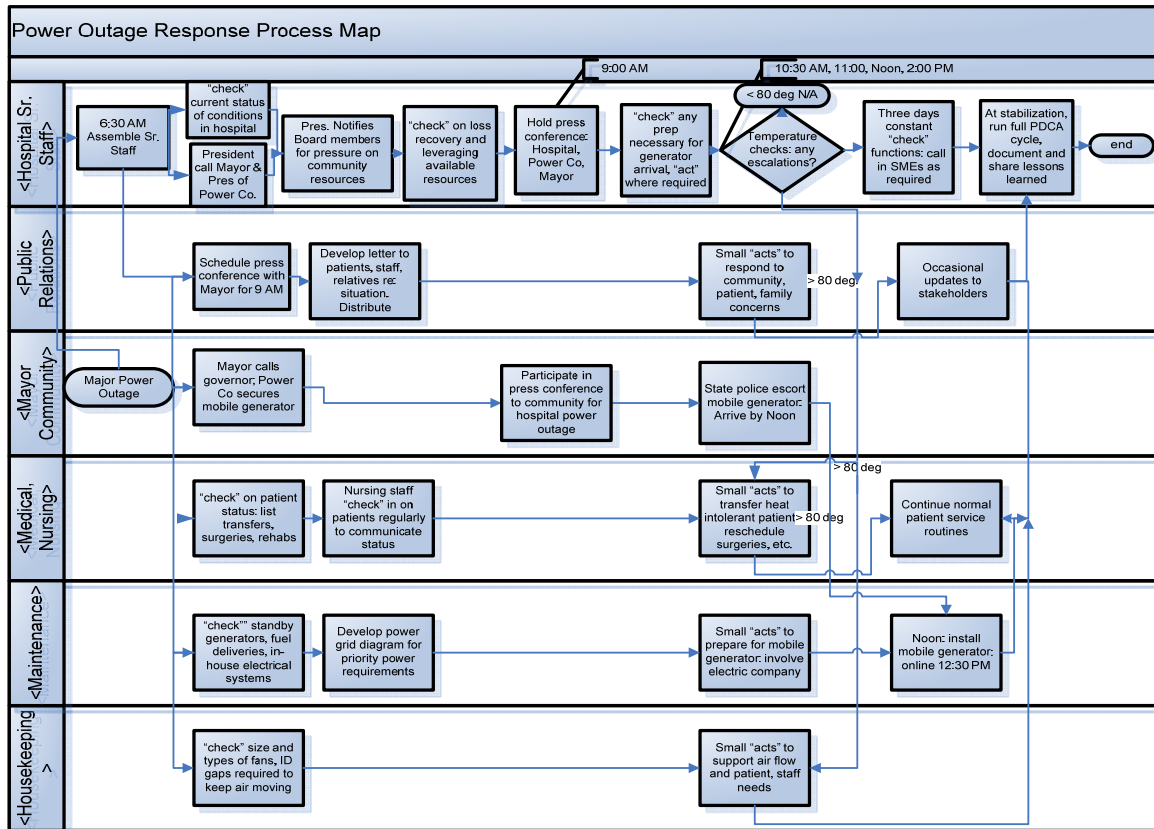 Power Outage Response Process Map
9:00 AM
10:30 AM, 11:00, Noon, 2:00 PM
<Hospital Sr.
Staff>
6:30 AM
Assemble Sr.
Staff
"check"
current status
of conditions
in hospital
President
call Mayor &
Pres of
Power Co.
Pres. Notifies
Board members
for pressure on
community
resources
"check" on loss
recovery and
leveraging
available
resources
Hold press
conference:
Hospital,
Power Co,
Mayor
"check" any
prep
necessary for
generator
arrival, "act"
where required
< 80 deg N/A
Temperature
checks: any
escalations?
Three days
constant
"check"
functions: call
in SMEs as
required
At stabilization,
run full PDCA
cycle,
document and
share lessons
learned
end
<Public
Relations>
Schedule press
conference with
Mayor for 9 AM
Develop letter to
patients, staff,
relatives re:
situation.
Distribute
Small "acts" to
respond to
community,
patient, family
concerns
> 80 deg
Occasional
updates to
stakeholders
<Mayor
Community>
Major Power
Outage
Mayor calls
governor; Power
Co secures
mobile generator
Participate in
press conference
to community for
hospital power
outage
State police escort
mobile generator:
Arrive by Noon
<Medical,
Nursing>
"check" on patient
status: list
transfers,
surgeries, rehabs
Nursing staff
"check" in on
patients regularly
to communicate
status
Small "acts" to
transfer heat
intolerant patient
reschedule
surgeries, etc.
> 80 deg
> 80 deg
Continue normal
patient service
routines
<Maintenance>
"check"" standby
generators, fuel
deliveries, in-
house electrical
systems
Develop power
grid diagram for
priority power
requirements
Small "acts" to
prepare for mobile
generator: involve
electric company
Noon: install
mobile generator:
online 12:30 PM
<Housekeeping
>
"check" size and
types of fans, ID
gaps required to
keep air moving
Small "acts" to
support air flow
and patient, staff
needs